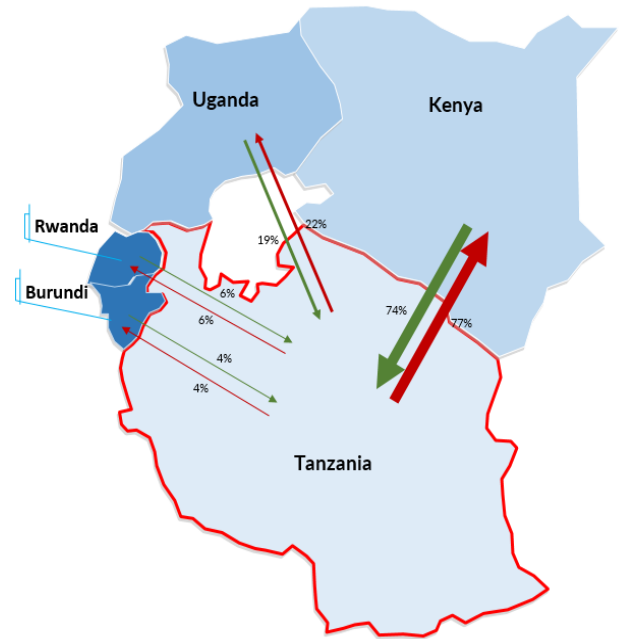 Uganda
Kenya
Rwanda
22%
19%
Burundi
6%
74%
6%
77%
4%
4%
Tanzania